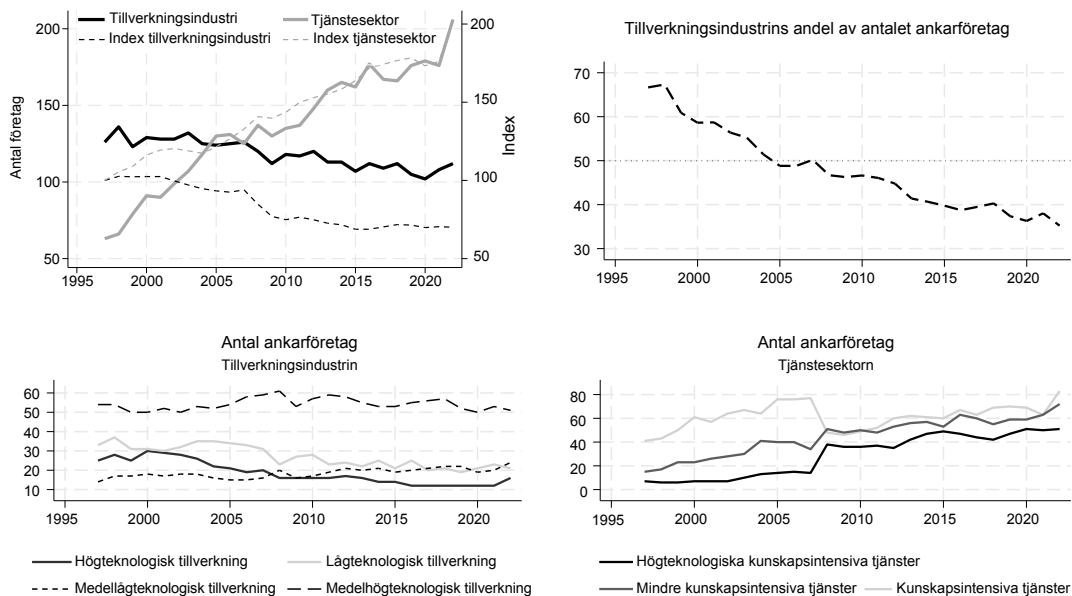 Tillverkningsindustri
Tjänstesektor
Index tillverkningsindustri
Index tjänstesektor
Antal företag
200
150
100
50
Index
200
150
100
50
1995 2000 2005 2010 2015 2020
Tillverkningsindustrins andel av antalet ankarföretag
70
60
50
40
30
1995 2000 2005 2010 2015 2020
Antal ankarföretag
Tillverkningsindustrin
60
50
40
30
20
10
1995 2000 2005 2010 2015 2020
Högteknologisk tillverkning
Lågteknologisk tillverkning
Medellågteknologisk tillverkning
Medelhögteknologisk tillverkning
Antal ankarföretag
Tjänstesektorn
80
60
40
20
0
1995 2000 2005 2010 2015 2020
Högteknologiska kunskapsintensiva tjänster
Mindre kunskapsintensiva tjänster
Kunskapsintensiva tjänster